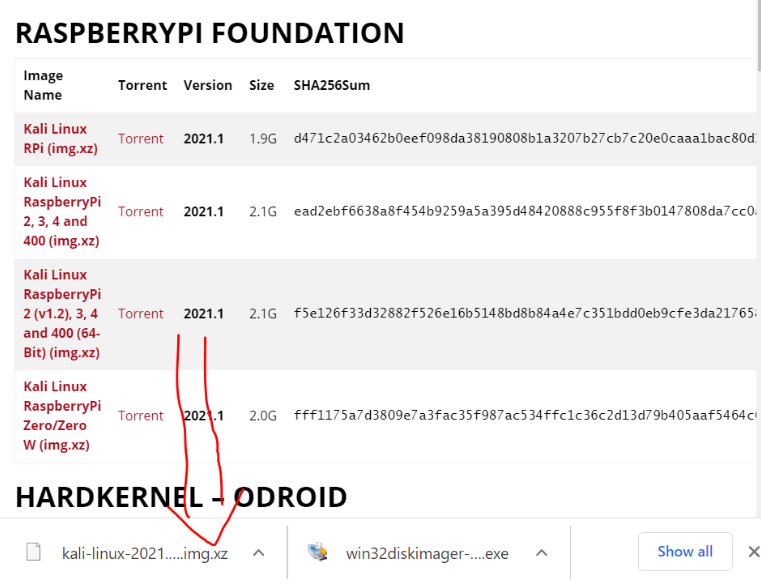 RASPBERRYPI FOUNDATION
Image
Name
Torrent
Version
Size
SHA256Sum
Kali Linux
RPi (img.xz)
Torrent
2021.1
1.9G
d471c2a03462b0eef098da38190808b1a3207b27cb7c20e0caaa1bac80d
Kali Linux
RaspberryPi
2, 3, 4 and
400 (img.xz)
Torrent
2021.1
2.1G
ead2ebf6638a8f454b9259a5a395d48420888c955f8f3b0147808da7cc0
Kali Linux
RaspberryPi
2 (v1.2), 3, 4
and 400 (64-
Bit) (img.xz)
Torrent
2021.1
2.1G
f5e126f33d32882f526e16b5148bd8b84a4e7c351bdd0eb9cfe3da21765
Kali Linux
RaspberryPi
Zero/Zero
W (img.xz)
Torrent
2021.1
2.0G
fff1175a7d3809e7a3fac35f987ac534ffc1c36c2d13d79b405aaf5464c
HARDKERNEL – ODROID
kali-linux-2021.....img.xz
win32diskimager-....exe
Show all